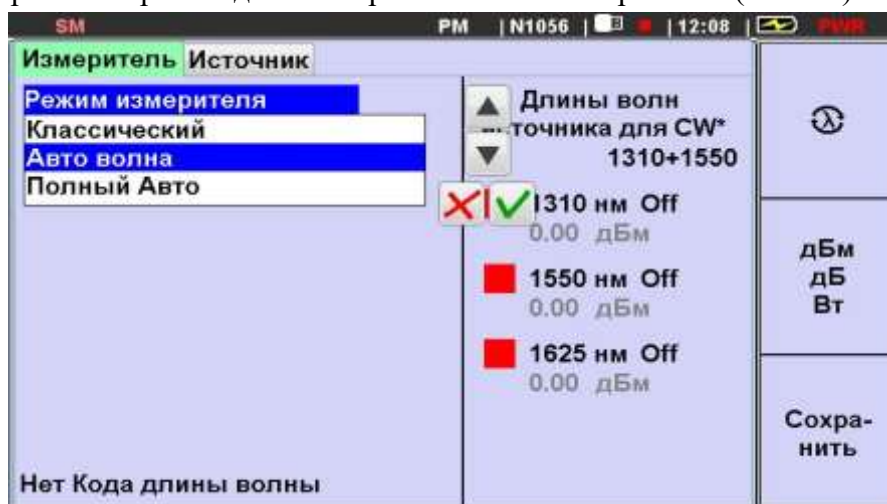 SM PM | N1056 | | 12:08 | PWR
Измеритель Источник
Режим измерителя
Классический
Авто волна
Полный Авто
Нет Кода длины волны
Длины волн
точника для CW*
1310+1550
1310 нм Off
0.00 дБм
1550 нм Off
0.00 дБм
1625 нм Off
0.00 дБм
λ
дБм
дБ
Вт
Сохра-
нить